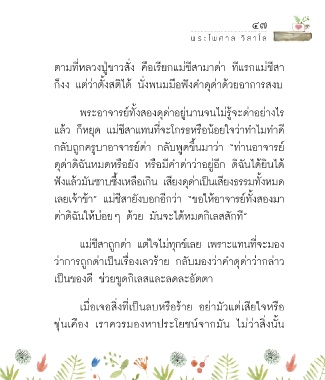 ๔๗
พระไพศาล วิสาโล
ตามที่หลวงปู่ขาวสั่ง คือเรียกแม่ชีสามาด่า ทีแรกแม่ชีสา
ก็งง แต่ว่าตั้งสติได้ นั่งพนมมือฟังคำดุด่าด้วยอาการสงบ
พระอาจารย์ทั้งสองดุด่าอยู่นานจนไม่รู้จะด่าอย่างไร
แล้ว ก็หยุด แม่ชีสาแทนที่จะโกรธหรือน้อยใจว่าทำไมทำดี
กลับถูกครูบาอาจารย์ด่า กลับพูดขึ้นมาว่า "ท่านอาจารย์
ดุด่าดิฉันหมดหรือยัง หรือมีคำด่าว่าอยู่อีก ดิฉันได้ยินได้
ฟังแล้วมันซาบซึ้งเหลือเกิน เสียงดุด่าเป็นเสียงธรรมทั้งหมด
เลยเจ้าข้า" แม่ชีสายังบอกอีกว่า "ขอให้อาจารย์ทั้งสองมา
ด่าดิฉันให้บ่อยๆ ด้วย มันจะได้หมดกิเลสสักที"
แม่ชีสาถูกด่า แต่ใจไม่ทุกข์เลย เพราะแทนที่จะมอง
ว่าการถูกด่าเป็นเรื่องเลวร้าย กลับมองว่าคำดุด่าว่ากล่าว
เป็นของดี ช่วยขูดกิเลสและลดละอัตตา
เมื่อเจอสิ่งที่เป็นลบหรือร้าย อย่ามัวแต่เสียใจหรือ
ขุ่นเคือง เราควรมองหาประโยชน์จากมัน ไม่ว่าสิ่งนั้น